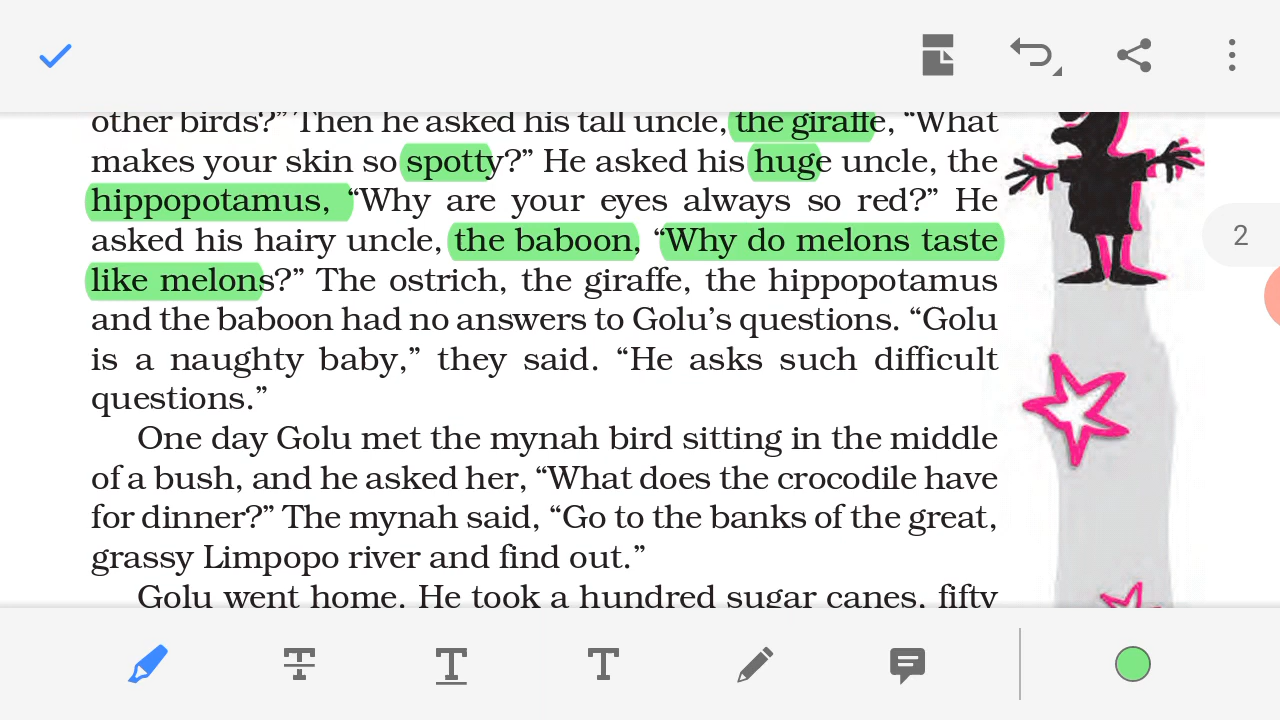 other birds?” Then he asked his tall uncle, the giraffe, “What
makes your skin so spotty?” He asked his huge uncle, the
hippopotamus, “Why are your eyes always so red?” He
asked his hairy uncle, the baboon, “Why do melons taste
like melons?” The ostrich, the giraffe, the hippopotamus
and the baboon had no answers to Golu’s questions. “Golu
is a naughty baby,” they said. “He asks such difficult
questions.”
One day Golu met the mynah bird sitting in the middle
of a bush, and he asked her, “What does the crocodile have
for dinner?” The mynah said, “Go to the banks of the great,
grassy Limpopo river and find out.”
Golu went home. He took a hundred sugar canes, fifty
2
T
T
T